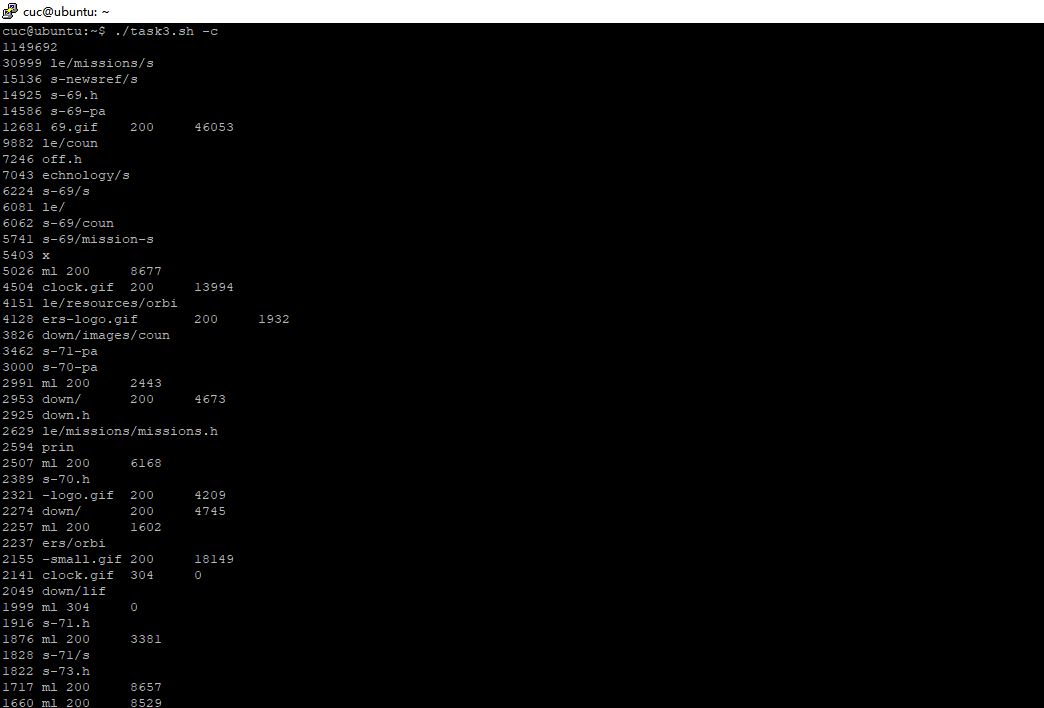 cuc@ubuntu: ~
cuc@ubuntu:~$ ./task3.sh -c
1149692
30999 le/missions/s
15136 s-newsref/s
14925 s-69.h
14586 s-69-pa
12681 69.gif 200 46053
9882 le/coun
7246 off.h
7043 echnology/s
6224 s-69/s
6081 le/
6062 s-69/coun
5741 s-69/mission-s
5403 x
5026 ml 200 8677
4504 clock.gif 200 13994
4151 le/resources/orbi
4128 ers-logo.gif 200 1932
3826 down/images/coun
3462 s-71-pa
3000 s-70-pa
2991 ml 200 2443
2953 down/ 200 4673
2925 down.h
2629 le/missions/missions.h
2594 prin
2507 ml 200 6168
2389 s-70.h
2321 -logo.gif 200 4209
2274 down/ 200 4745
2257 ml 200 1602
2237 ers/orbi
2155 -small.gif 200 18149
2141 clock.gif 304 0
2049 down/lif
1999 ml 304 0
1916 s-71.h
1876 ml 200 3381
1828 s-71/s
1822 s-73.h
1717 ml 200 8657
1660 ml 200 8529